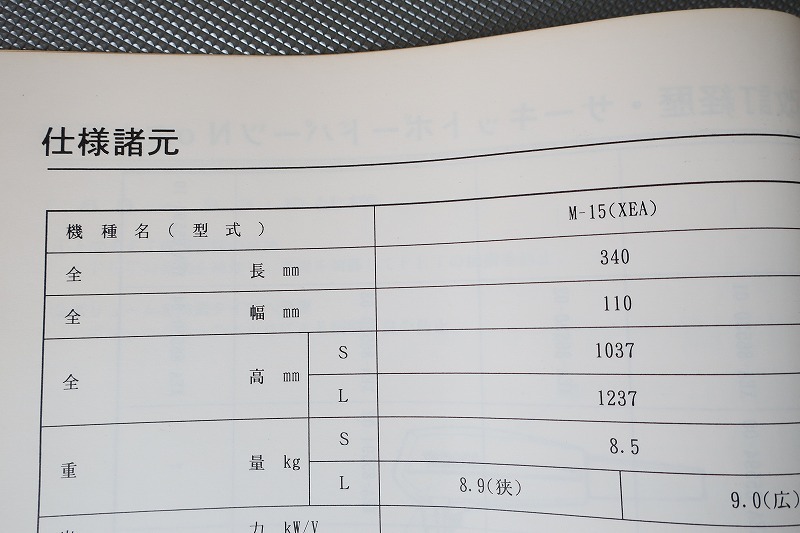 仕様諸元
機種名(型式) M-15(XEA)
全長 mm 340
全幅 mm 110
全高 mm S 1037
L 1237
重量 kg S 8.5
L 8.9(狭) 9.0(広)
力 kW/V